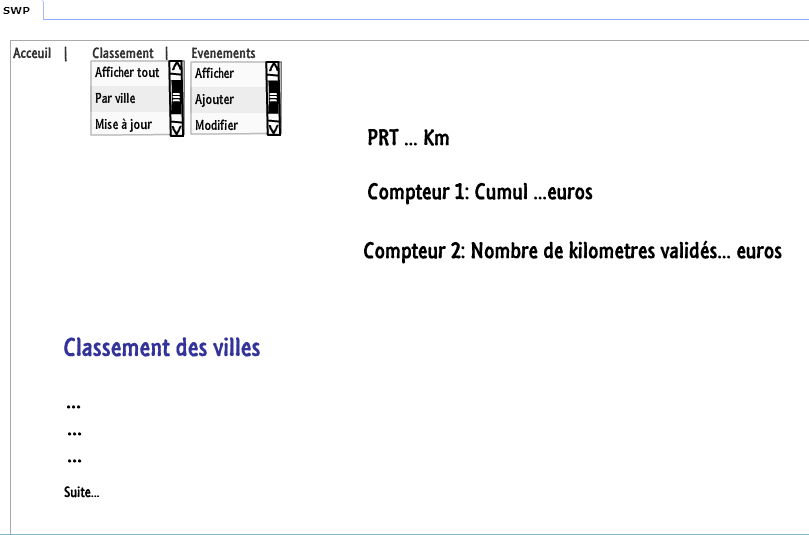 SWP
Acceuil | Classement | Evenements
Afficher tout
Par ville
Mise à jour
Afficher
Ajouter
Modifier
PRT ... Km
Compteur 1: Cumul ...euros
Compteur 2: Nombre de kilometres validés... euros
Classement des villes
...
...
...
Suite...